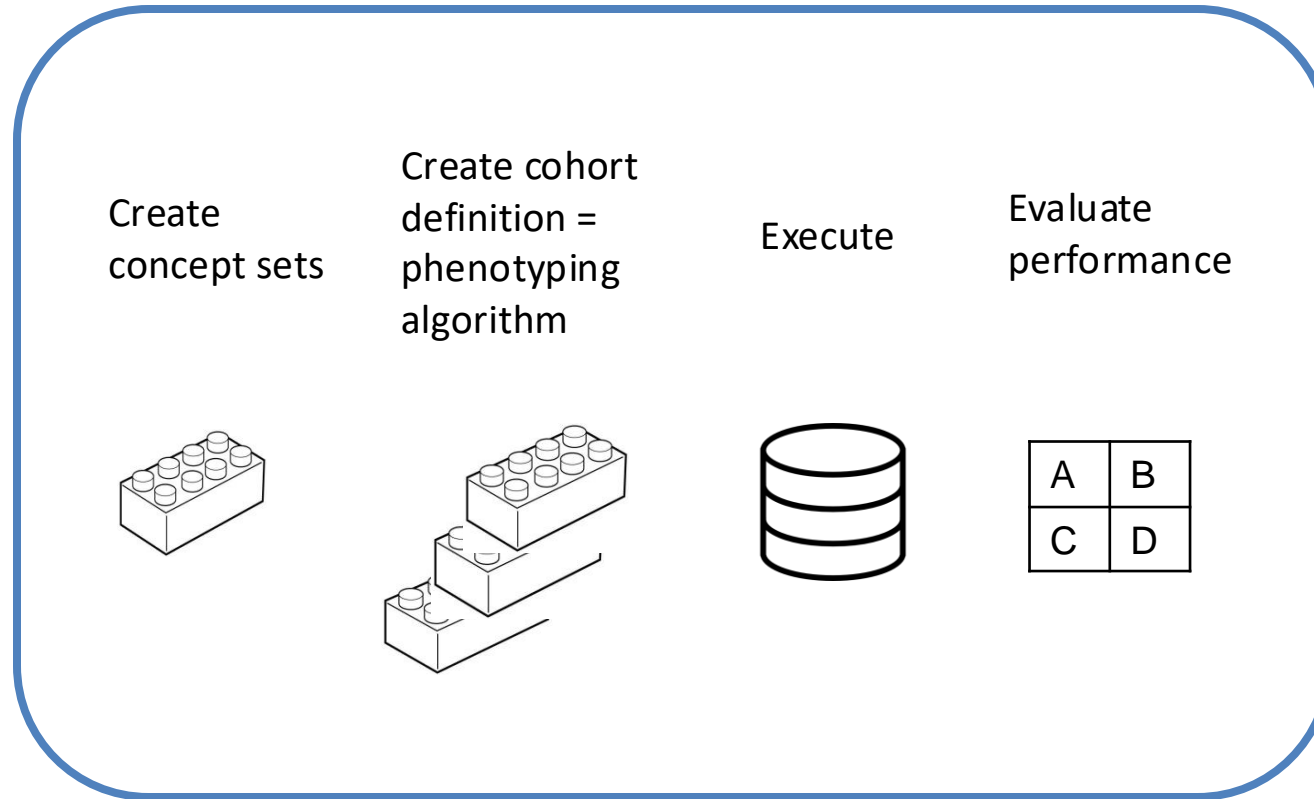 Create
concept sets
Create cohort
definition =
phenotyping
algorithm
Execute
Evaluate
performance
A B
C D